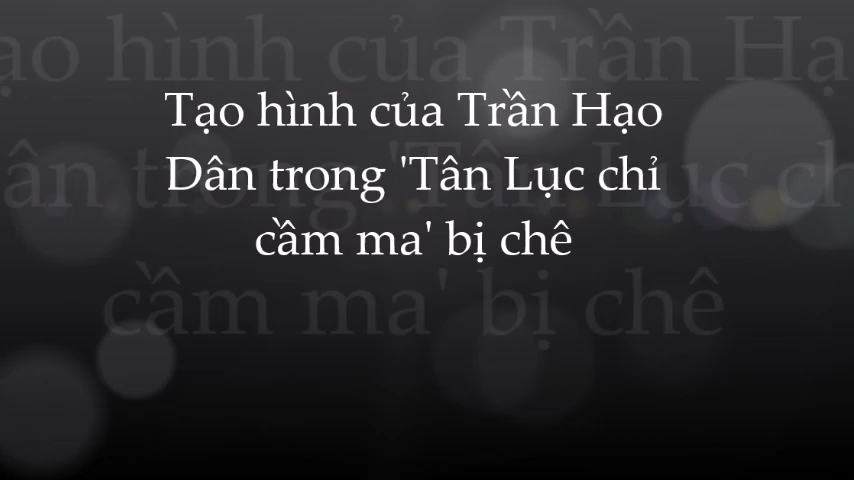 Tạo hình của Trần Hạo
Dân trong 'Tân Lục chỉ
cầm ma' bị chê